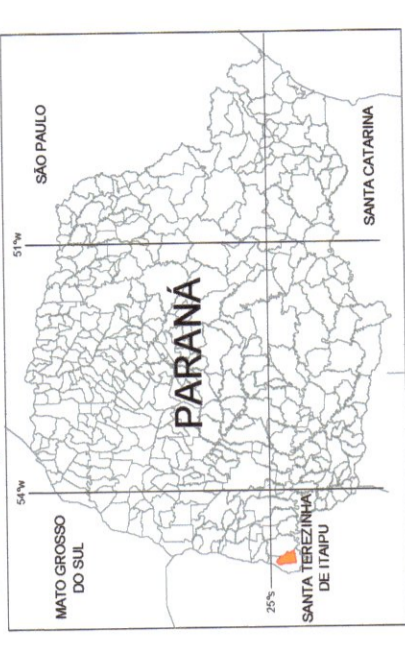 51°w
54°w
SÃO PAULO
MATO GROSSO
DO SUL
PARANÁ
25°s
SANTA TEREZINHA
DE ITAIPU
SANTA CATARINA